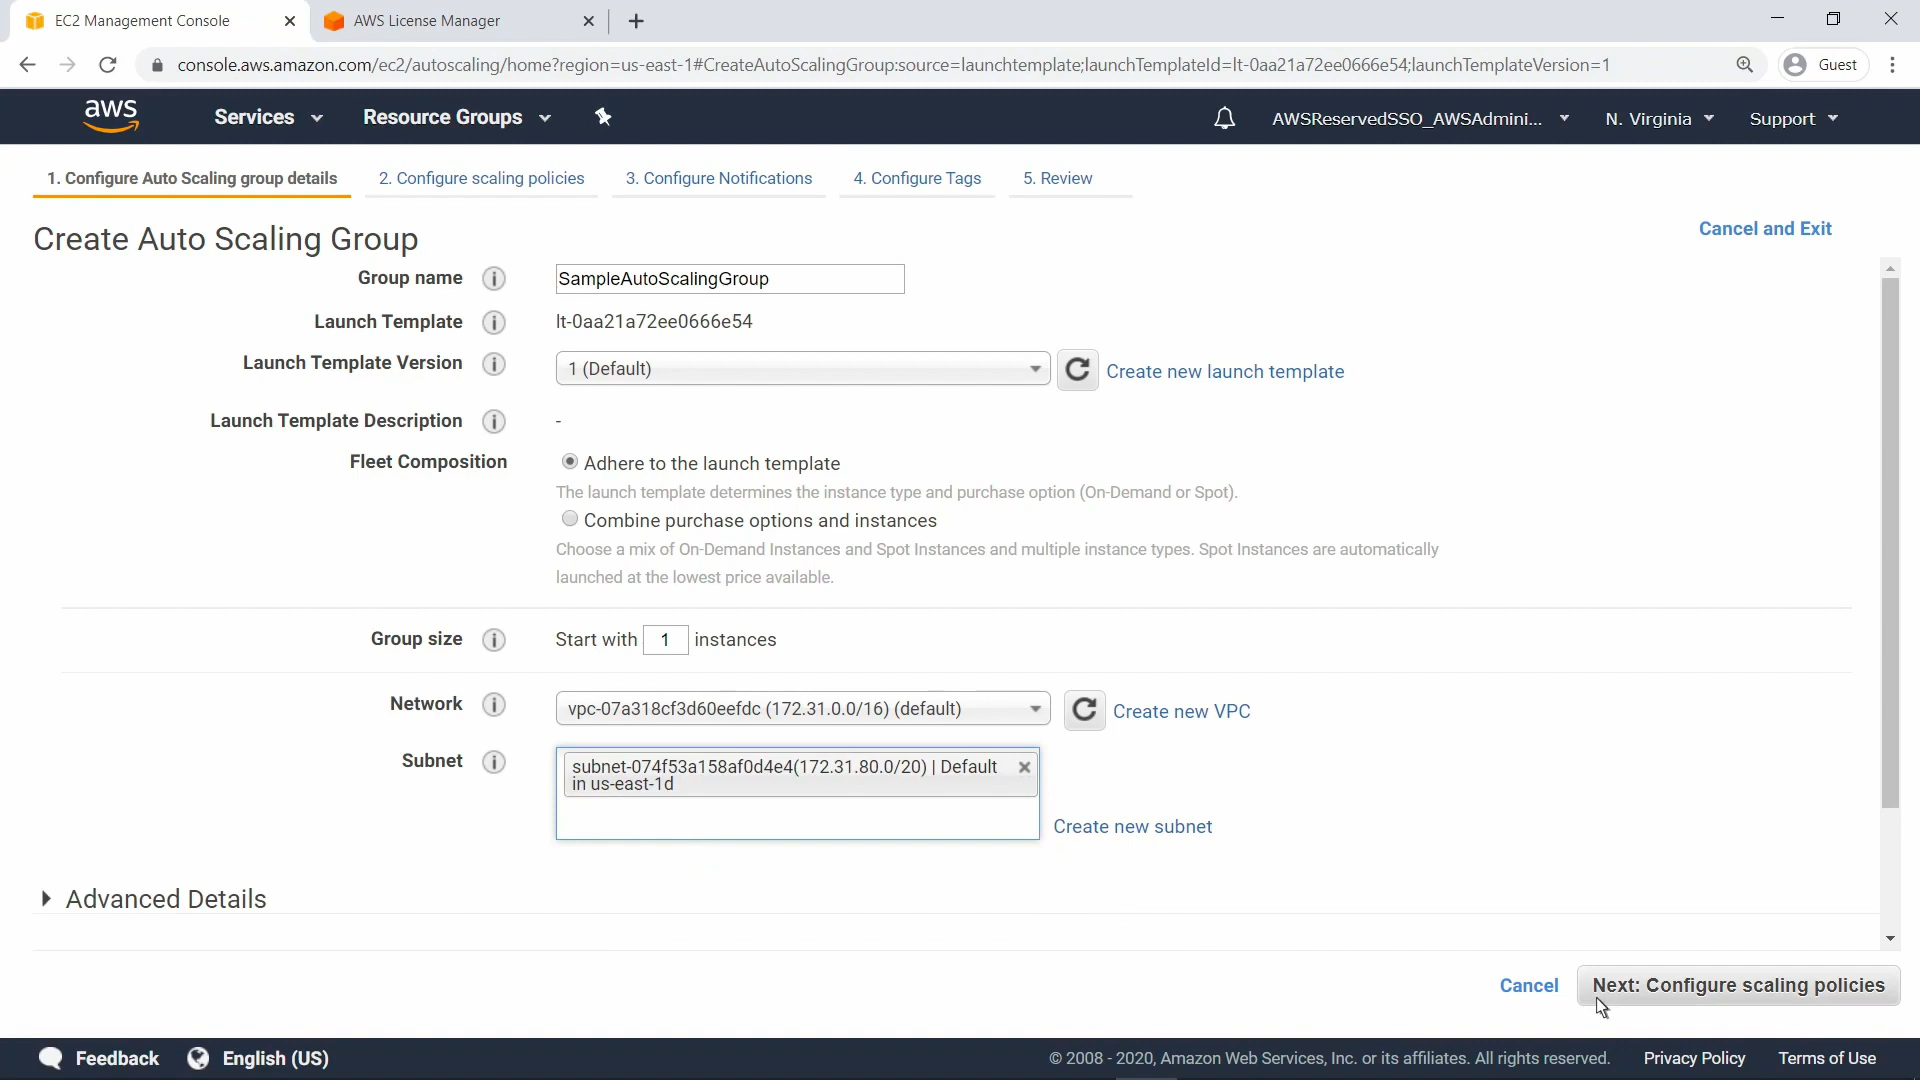 EC2 Management Console
AWS License Manager
console.aws.amazon.com/ec2/autoscaling/home?region=us-east-1#CreateAutoScalingGroup:source=launchtemplate;launchTemplateId=lt-0aa21a72ee0666e54;launchTemplateVersion=1
Guest
aws
Services
Resource Groups
AWSReservedSSO_AWSAdmini...
N. Virginia
Support
1. Configure Auto Scaling group details
2. Configure scaling policies
3. Configure Notifications
4. Configure Tags
5. Review
Create Auto Scaling Group
Cancel and Exit
Group name
i
SampleAutoScalingGroup
Launch Template
i
lt-0aa21a72ee0666e54
Launch Template Version
i
1 (Default)
Create new launch template
Launch Template Description
i
-
Fleet Composition
Adhere to the launch template
The launch template determines the instance type and purchase option (On-Demand or Spot).
Combine purchase options and instances
Choose a mix of On-Demand Instances and Spot Instances and multiple instance types. Spot Instances are automatically
launched at the lowest price available.
Group size
i
Start with 1 instances
Network
i
vpc-07a318cf3d60eefdc (172.31.0.0/16) (default)
Create new VPC
Subnet
i
subnet-074f53a158af0d4e4(172.31.80.0/20) | Default
in us-east-1d
Create new subnet
Advanced Details
Cancel
Next: Configure scaling policies
Feedback
English (US)
© 2008 - 2020, Amazon Web Services, Inc. or its affiliates. All rights reserved.
Privacy Policy
Terms of Use